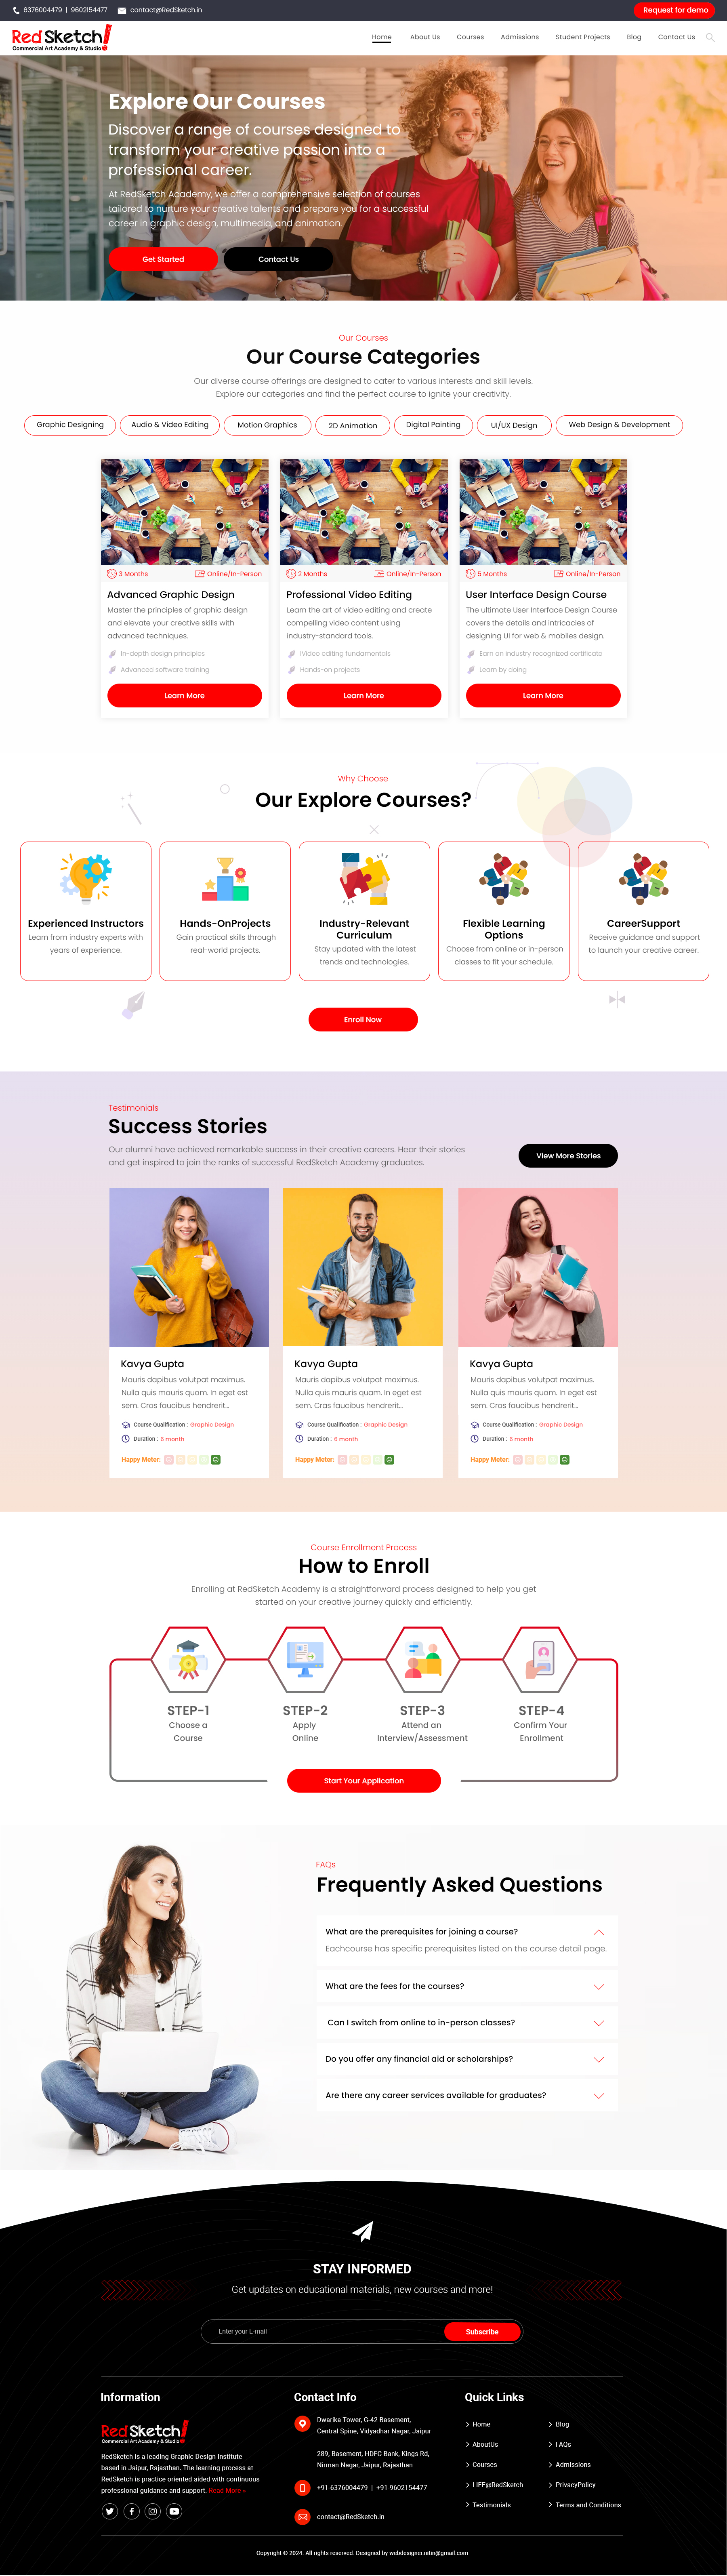 6376004479 | 9602154477 contact@RedSketch.in Request for demo
RedSketch!
Commercial Art Academy & Studio
Home About Us Courses Admissions Student Projects Blog Contact Us
Explore Our Courses
Discover a range of courses designed to
transform your creative passion into a
professional career.
At RedSketch Academy, we offer a comprehensive selection of courses
tailored to nurture your creative talents and prepare you for a successful
career in graphic design, multimedia, and animation.
Get Started Contact Us
Our Courses
Our Course Categories
Our diverse course offerings are designed to cater to various interests and skill levels.
Explore our categories and find the perfect course to ignite your creativity.
Graphic Designing Audio & Video Editing Motion Graphics 2D Animation Digital Painting UI/UX Design Web Design & Development
3 Months Online/In-Person
Advanced Graphic Design
Master the principles of graphic design
and elevate your creative skills with
advanced techniques.
In-depth design principles
Advanced software training
Learn More
2 Months Online/In-Person
Professional Video Editing
Learn the art of video editing and create
compelling video content using
industry-standard tools.
IVideo editing fundamentals
Hands-on projects
Learn More
5 Months Online/In-Person
User Interface Design Course
The ultimate User Interface Design Course
covers the details and intricacies of
designing UI for web & mobiles design.
Earn an industry recognized certificate
Learn by doing
Learn More
Why Choose
Our Explore Courses?
Experienced Instructors
Learn from industry experts with
years of experience.
Hands-OnProjects
Gain practical skills through
real-world projects.
Industry-Relevant
Curriculum
Stay updated with the latest
trends and technologies.
Flexible Learning
Options
Choose from online or in-person
classes to fit your schedule.
CareerSupport
Receive guidance and support
to launch your creative career.
Enroll Now
Testimonials
Success Stories
Our alumni have achieved remarkable success in their creative careers. Hear their stories
and get inspired to join the ranks of successful RedSketch Academy graduates.
View More Stories
Kavya Gupta
Mauris dapibus volutpat maximus.
Nulla quis mauris quam. In eget est
sem. Cras faucibus hendrerit...
Course Qualification : Graphic Design
Duration : 6 month
Happy Meter:
Kavya Gupta
Mauris dapibus volutpat maximus.
Nulla quis mauris quam. In eget est
sem. Cras faucibus hendrerit...
Course Qualification : Graphic Design
Duration : 6 month
Happy Meter:
Kavya Gupta
Mauris dapibus volutpat maximus.
Nulla quis mauris quam. In eget est
sem. Cras faucibus hendrerit...
Course Qualification : Graphic Design
Duration : 6 month
Happy Meter:
Course Enrollment Process
How to Enroll
Enrolling at RedSketch Academy is a straightforward process designed to help you get
started on your creative journey quickly and efficiently.
STEP-1
Choose a
Course
STEP-2
Apply
Online
STEP-3
Attend an
Interview/Assessment
STEP-4
Confirm Your
Enrollment
Start Your Application
FAQs
Frequently Asked Questions
What are the prerequisites for joining a course?
Eachcourse has specific prerequisites listed on the course detail page.
What are the fees for the courses?
Can I switch from online to in-person classes?
Do you offer any financial aid or scholarships?
Are there any career services available for graduates?
STAY INFORMED
Get updates on educational materials, new courses and more!
Enter your E-mail Subscribe
Information
RedSketch!
Commercial Art Academy & Studio
RedSketch is a leading Graphic Design Institute
based in Jaipur, Rajasthan. The learning process at
RedSketch is practice oriented aided with continuous
professional guidance and support. Read More »
Contact Info
Dwarika Tower, G-42 Basement,
Central Spine, Vidyadhar Nagar, Jaipur
289, Basement, HDFC Bank, Kings Rd,
Nirman Nagar, Jaipur, Rajasthan
+91-6376004479 | +91-9602154477
contact@RedSketch.in
Quick Links
Home
AboutUs
Courses
LIFE@RedSketch
Testimonials
Blog
FAQs
Admissions
PrivacyPolicy
Terms and Conditions
Copyright © 2024. All rights reserved. Designed by webdesigner.nitin@gmail.com